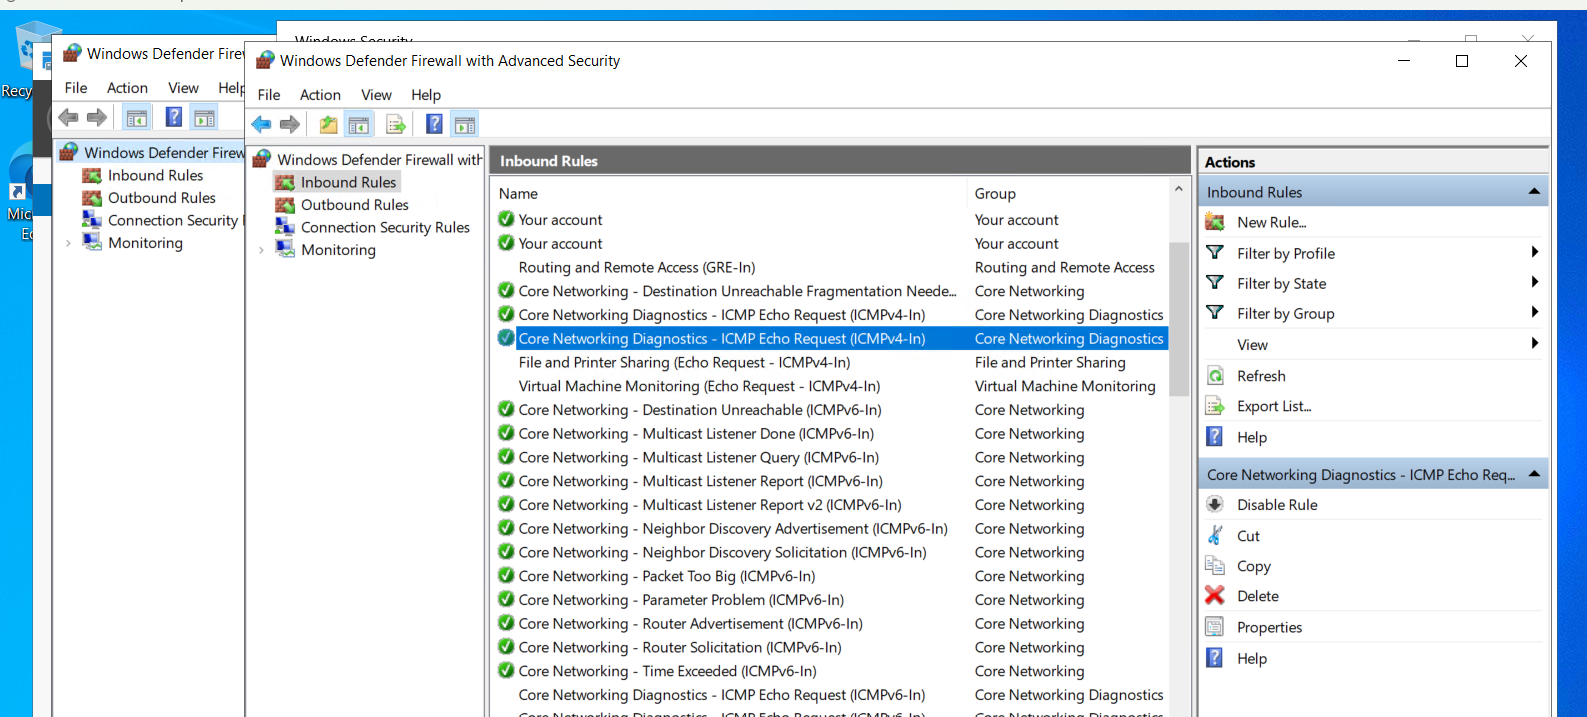 Recy
Mic
Ec
Windows Security
Windows Defender Firew
File Action View Help
Windows Defender Firew
Inbound Rules
Outbound Rules
Connection Security
Monitoring
Windows Defender Firewall with Advanced Security
File Action View Help
Windows Defender Firewall with
Inbound Rules
Outbound Rules
Connection Security Rules
Monitoring
Inbound Rules
Name Group
Your account Your account
Your account Your account
Routing and Remote Access (GRE-In) Routing and Remote Access
Core Networking - Destination Unreachable Fragmentation Neede... Core Networking
Core Networking Diagnostics - ICMP Echo Request (ICMPv4-In) Core Networking Diagnostics
Core Networking Diagnostics - ICMP Echo Request (ICMPv4-In) Core Networking Diagnostics
File and Printer Sharing (Echo Request - ICMPv4-In) File and Printer Sharing
Virtual Machine Monitoring (Echo Request - ICMPv4-In) Virtual Machine Monitoring
Core Networking - Destination Unreachable (ICMPv6-In) Core Networking
Core Networking - Multicast Listener Done (ICMPv6-In) Core Networking
Core Networking - Multicast Listener Query (ICMPv6-In) Core Networking
Core Networking - Multicast Listener Report (ICMPv6-In) Core Networking
Core Networking - Multicast Listener Report v2 (ICMPv6-In) Core Networking
Core Networking - Neighbor Discovery Advertisement (ICMPv6-In) Core Networking
Core Networking - Neighbor Discovery Solicitation (ICMPv6-In) Core Networking
Core Networking - Packet Too Big (ICMPv6-In) Core Networking
Core Networking - Parameter Problem (ICMPv6-In) Core Networking
Core Networking - Router Advertisement (ICMPv6-In) Core Networking
Core Networking - Router Solicitation (ICMPv6-In) Core Networking
Core Networking - Time Exceeded (ICMPv6-In) Core Networking
Core Networking Diagnostics - ICMP Echo Request (ICMPv6-In) Core Networking Diagnostics
Core Networking Diagnostics - ICMP Echo Request (ICMPv6-In) Core Networking Diagnostics
Actions
Inbound Rules
New Rule...
Filter by Profile
Filter by State
Filter by Group
View
Refresh
Export List...
Help
Core Networking Diagnostics - ICMP Echo Req...
Disable Rule
Cut
Copy
Delete
Properties
Help